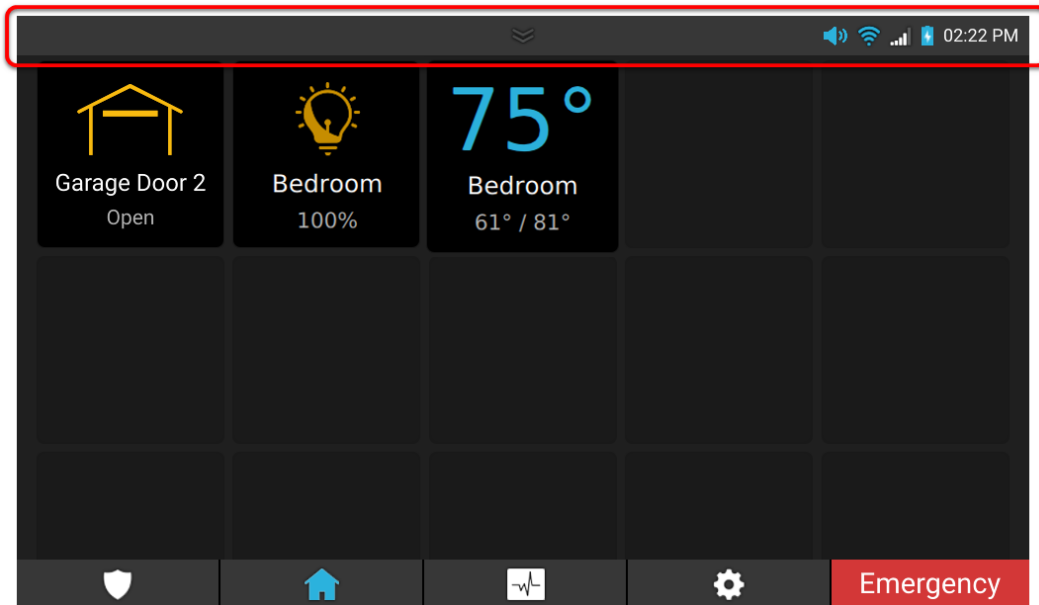 02:22 PM
75°
Garage Door 2
Bedroom
Bedroom
Open
100%
61° / 81°
Emergency